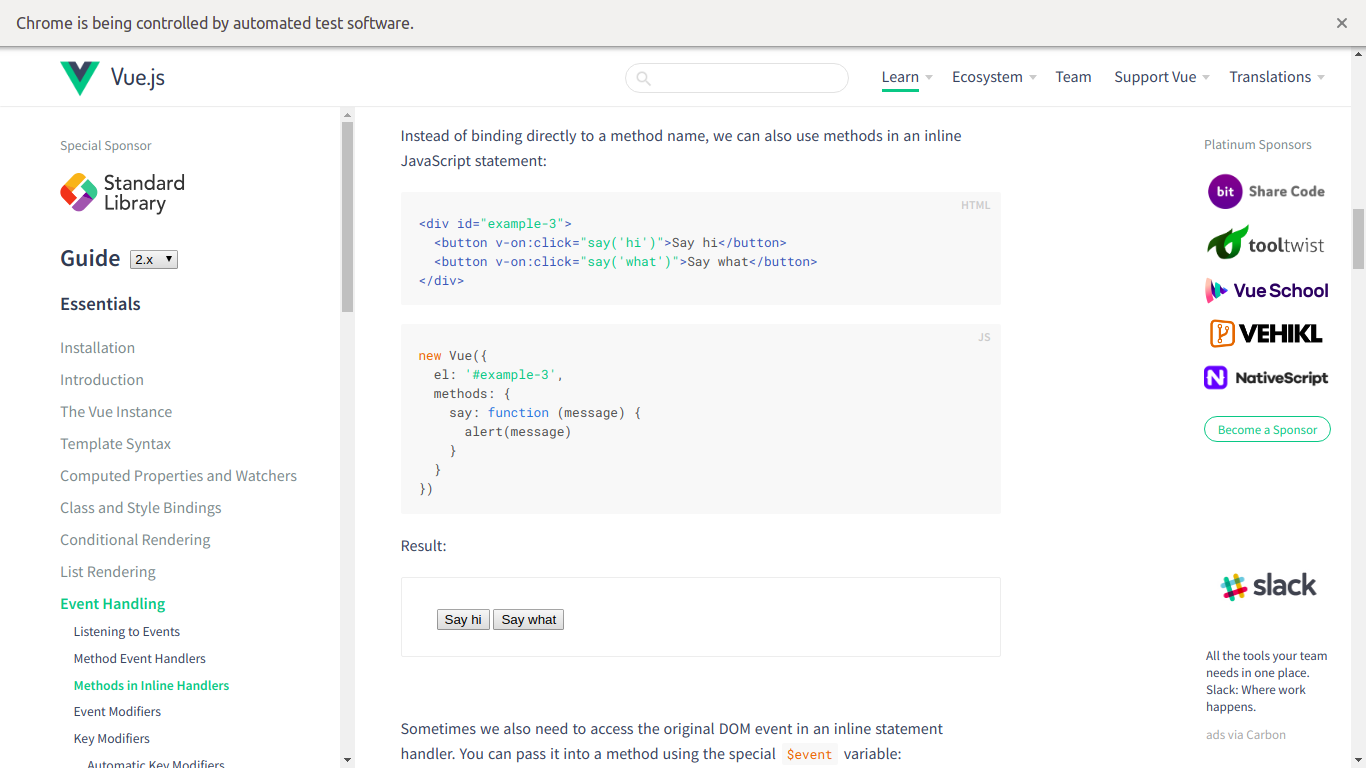 Chrome is being controlled by automated test software.
Vue.js
Learn
Ecosystem
Team
Support Vue
Translations
Special Sponsor
Standard
Library
Guide 2.x
Essentials
Installation
Introduction
The Vue Instance
Template Syntax
Computed Properties and Watchers
Class and Style Bindings
Conditional Rendering
List Rendering
Event Handling
Listening to Events
Method Event Handlers
Methods in Inline Handlers
Event Modifiers
Key Modifiers
Automatic Key Modifiers
Instead of binding directly to a method name, we can also use methods in an inline
JavaScript statement:
HTML
<div id="example-3">
  <button v-on:click="say('hi')">Say hi</button>
  <button v-on:click="say('what')">Say what</button>
</div>
JS
new Vue({
  el: '#example-3',
  methods: {
    say: function (message) {
      alert(message)
    }
  }
})
Result:
Say hi Say what
Sometimes we also need to access the original DOM event in an inline statement
handler. You can pass it into a method using the special $event variable:
Platinum Sponsors
bit Share Code
tooltwist
Vue School
VEHIKL
N NativeScript
Become a Sponsor
slack
All the tools your team
needs in one place.
Slack: Where work
happens.
ads via Carbon